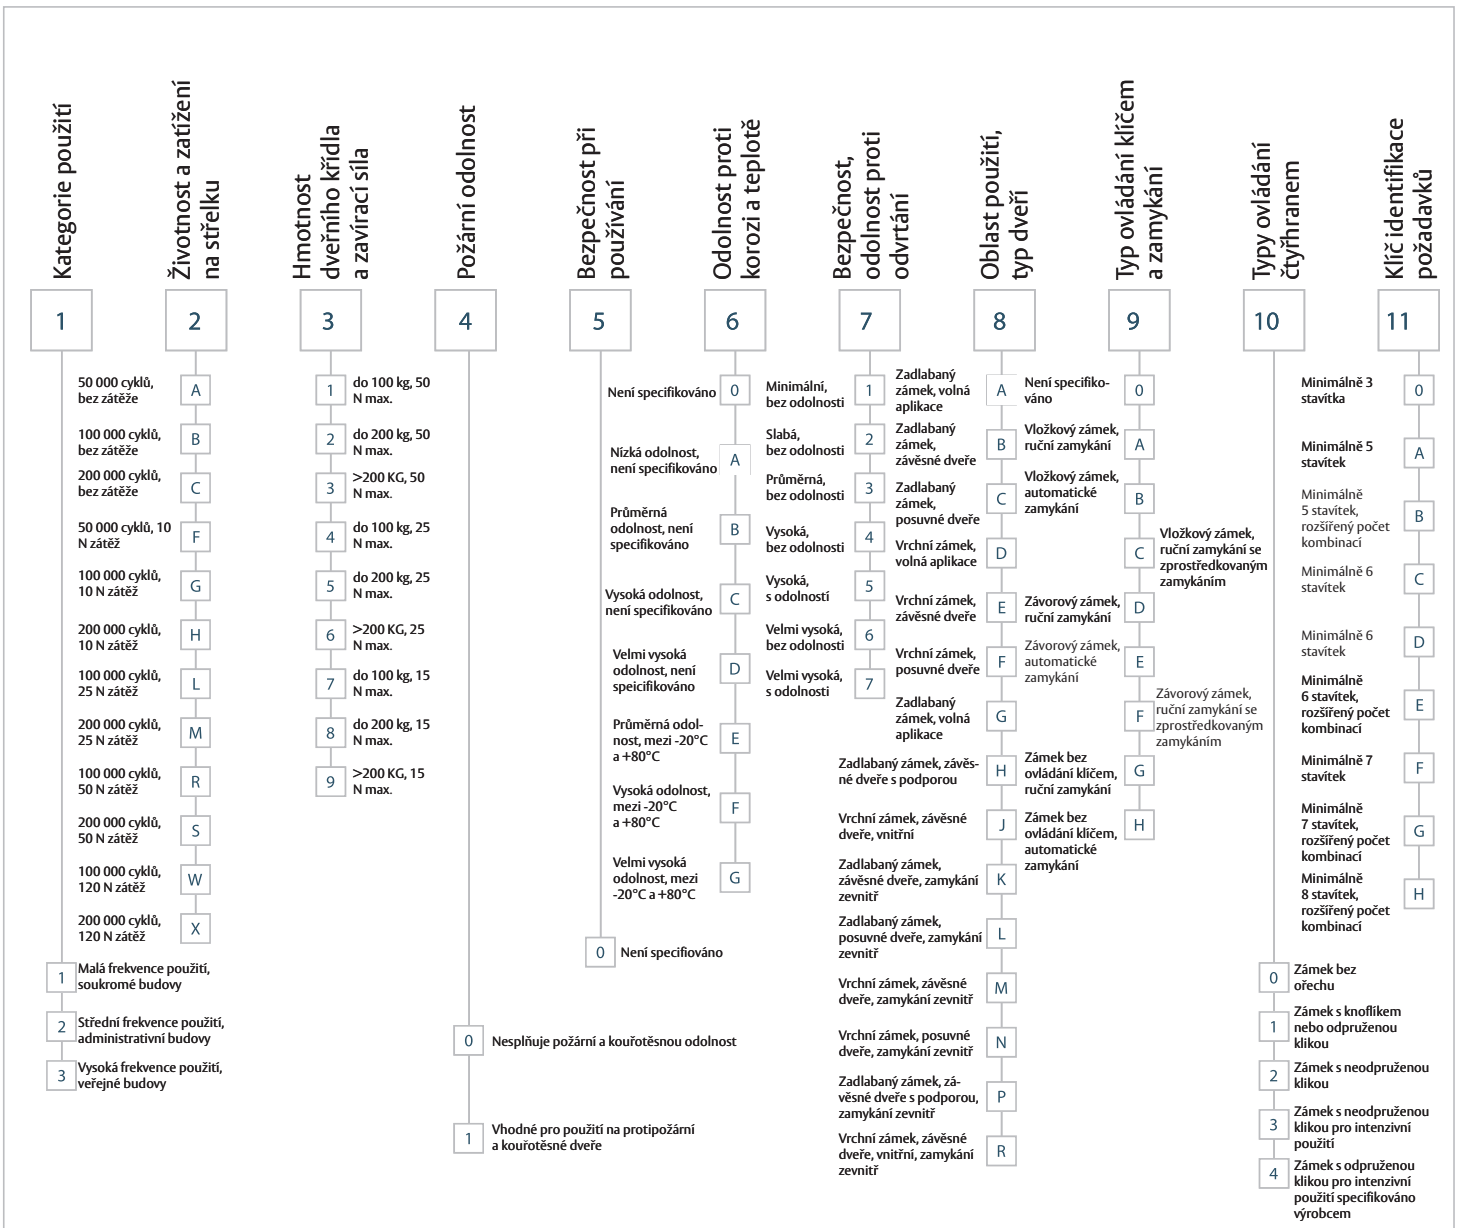 Kategorie použití
Životnost a zatížení
na střelku
Hmotnost
dveřního křídla
a zavírací síla
Požární odolnost
Bezpečnost při
používání
Odolnost proti
korozi a teplotě
Bezpečnost,
odolnost proti
odvrtání
Oblast použití,
typ dveří
Typ ovládání klíčem
a zamykání
Typy ovládání
čtyřhranem
Klíč identifikace
požadavků
1
2
3
4
5
6
7
8
9
10
11
50 000 cyklů,
bez zátěže
A
100 000 cyklů,
bez zátěže
B
200 000 cyklů,
bez zátěže
C
50 000 cyklů, 10
N zátěž
F
100 000 cyklů,
10 N zátěž
G
200 000 cyklů,
10 N zátěž
H
100 000 cyklů,
25 N zátěž
L
200 000 cyklů,
25 N zátěž
M
100 000 cyklů,
50 N zátěž
R
200 000 cyklů,
50 N zátěž
S
100 000 cyklů,
120 N zátěž
W
200 000 cyklů,
120 N zátěž
X
1
Malá frekvence použití,
soukromé budovy
2
Střední frekvence použití,
administrativní budovy
3
Vysoká frekvence použití,
veřejné budovy
1
do 100 kg, 50
N max.
2
do 200 kg, 50
N max.
3
>200 KG, 50
N max.
4
do 100 kg, 25
N max.
5
do 200 kg, 25
N max.
6
>200 KG, 25
N max.
7
do 100 kg, 15
N max.
8
do 200 kg, 15
N max.
9
>200 KG, 15
N max.
0
Nesplňuje požární a kouřotěsnou odolnost
1
Vhodné pro použití na protipožární
a kouřotěsné dveře
0
Není specifiováno
Není specifikováno
0
Nízká odolnost,
není specifikováno
A
Průměrná
odolnost, není
specifikováno
B
Vysoká odolnost,
není specifikováno
C
Velmi vysoká
odolnost, není
speicifikováno
D
Průměrná odol-
nost, mezi -20°C
a +80°C
E
Vysoká odolnost,
mezi -20°C
a +80°C
F
Velmi vysoká
odolnost, mezi
-20°C a +80°C
G
Minimální,
bez odolnosti
1
Slabá,
bez odolnosti
2
Průměrná,
bez odolnosti
3
Vysoká,
bez odolnosti
4
Vysoká,
s odolností
5
Velmi vysoká,
bez odolnosti
6
Velmi vysoká,
s odolnosti
7
Zadlabaný
zámek, volná
aplikace
A
Zadlabaný
zámek,
závěsné dveře
B
Zadlabaný
zámek,
posuvné dveře
C
Vrchní zámek,
volná aplikace
D
Vrchní zámek,
závěsné dveře
E
Vrchní zámek,
posuvné dveře
F
Zadlabaný
zámek, volná
aplikace
G
Zadlabaný zámek, závěs-
né dveře s podporou
H
Vrchní zámek, závěsné
dveře, vnitřní
J
Zadlabaný zámek,
závěsné dveře, zamykání
zevnitř
K
Zadlabaný zámek,
posuvné dveře, zamykání
zevnitř
L
Vrchní zámek, závěsné
dveře, zamykání zevnitř
M
Vrchní zámek, posuvné
dveře, zamykání zevnitř
N
Zadlabaný zámek, zá-
věsné dveře s podporou,
zamykání zevnitř
P
Vrchní zámek, závěsné
dveře, vnitřní, zamykání
zevnitř
R
Není specifiko-
váno
0
Vložkový zámek,
ruční zamykání
A
Vložkový zámek,
automatické
zamykání
B
C
Vložkový zámek,
ruční zamykání se
zprostředkovaným
zamykáním
Závorový zámek,
ruční zamykání
D
Závorový zámek,
automatické
zamykání
E
F
Závorový zámek,
ruční zamykání se
zprostředkovaným
zamykáním
Zámek bez
ovládání klíčem,
ruční zamykání
G
Zámek bez
ovládání klíčem,
automatické
zamykání
H
0
Zámek bez
ořechu
1
Zámek s knoflíkem
nebo odpruženou
klikou
2
Zámek s neodpruženou
klikou
3
Zámek s neodpruženou
klikou pro intenzivní
použití
4
Zámek s odpruženou
klikou pro intenzivní
použití specifikováno
výrobcem
Minimálně 3
stavítka
0
Minimálně 5
stavítek
A
Minimálně
5 stavítek,
rozšířený počet
kombinací
B
Minimálně 6
stavítek
C
Minimálně 6
stavítek
D
Minimálně
6 stavítek,
rozšířený počet
kombinací
E
Minimálně 7
stavítek
F
Minimálně
7 stavítek,
rozšířený počet
kombinací
G
Minimálně
8 stavítek,
rozšířený počet
kombinací
H